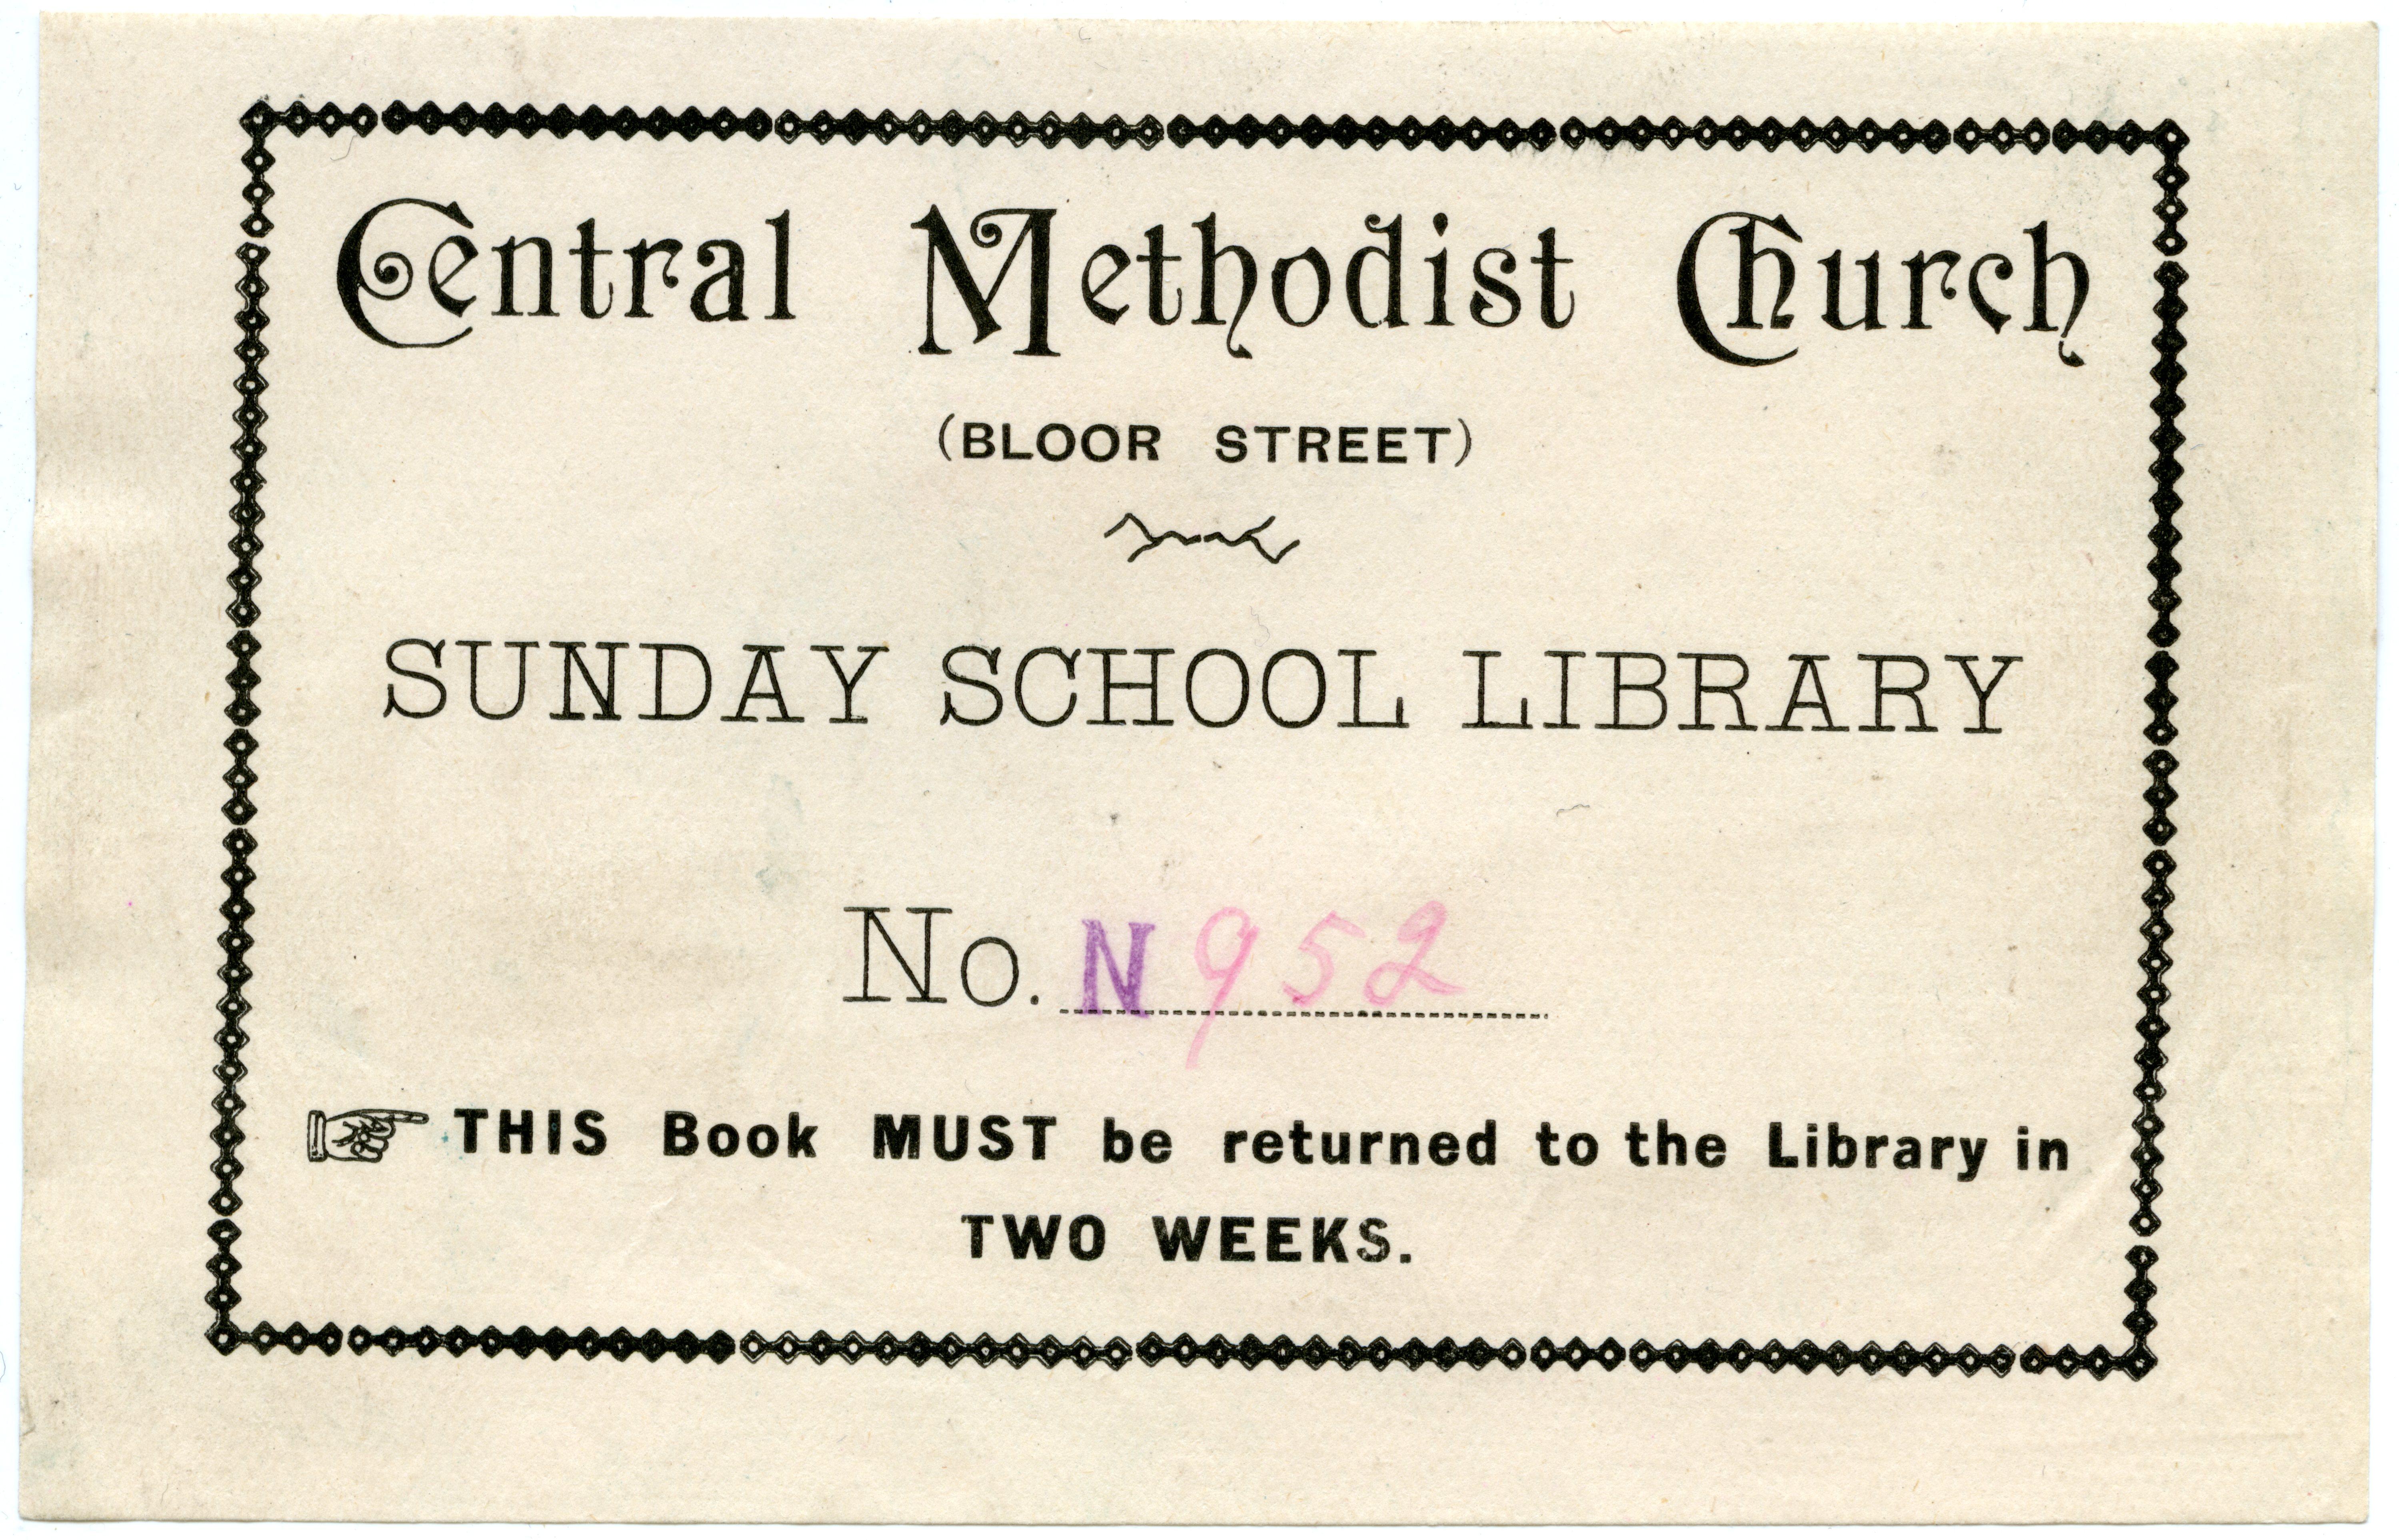 Central Methodist Church
(BLOOR STREET)
SUNDAY SCHOOL LIBRARY
No. N 952
☞ THIS Book MUST be returned to the Library in
TWO WEEKS.